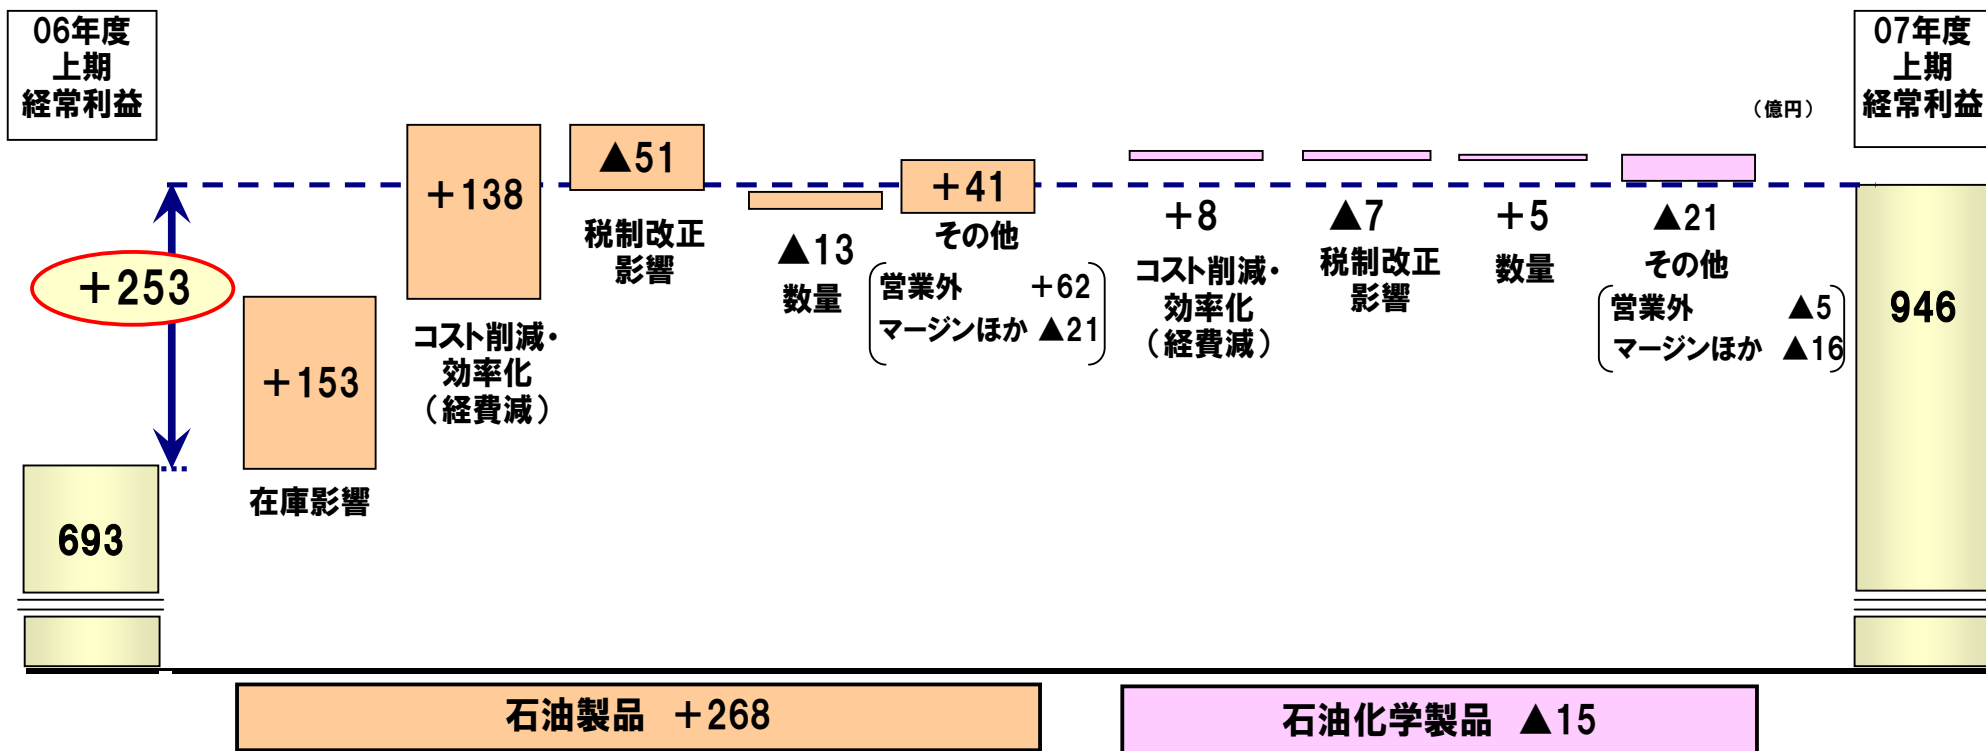 06年度
上期
経常利益
07年度
上期
経常利益
(億円)
+253
693
+153
在庫影響
+138
コスト削減・
効率化
(経費減)
▲51
税制改正
影響
▲13
数量
+41
その他
営業外 +62
マージンほか ▲21
+8
コスト削減・
効率化
(経費減)
▲7
税制改正
影響
+5
数量
▲21
その他
営業外 ▲5
マージンほか ▲16
946
石油製品 +268
石油化学製品 ▲15